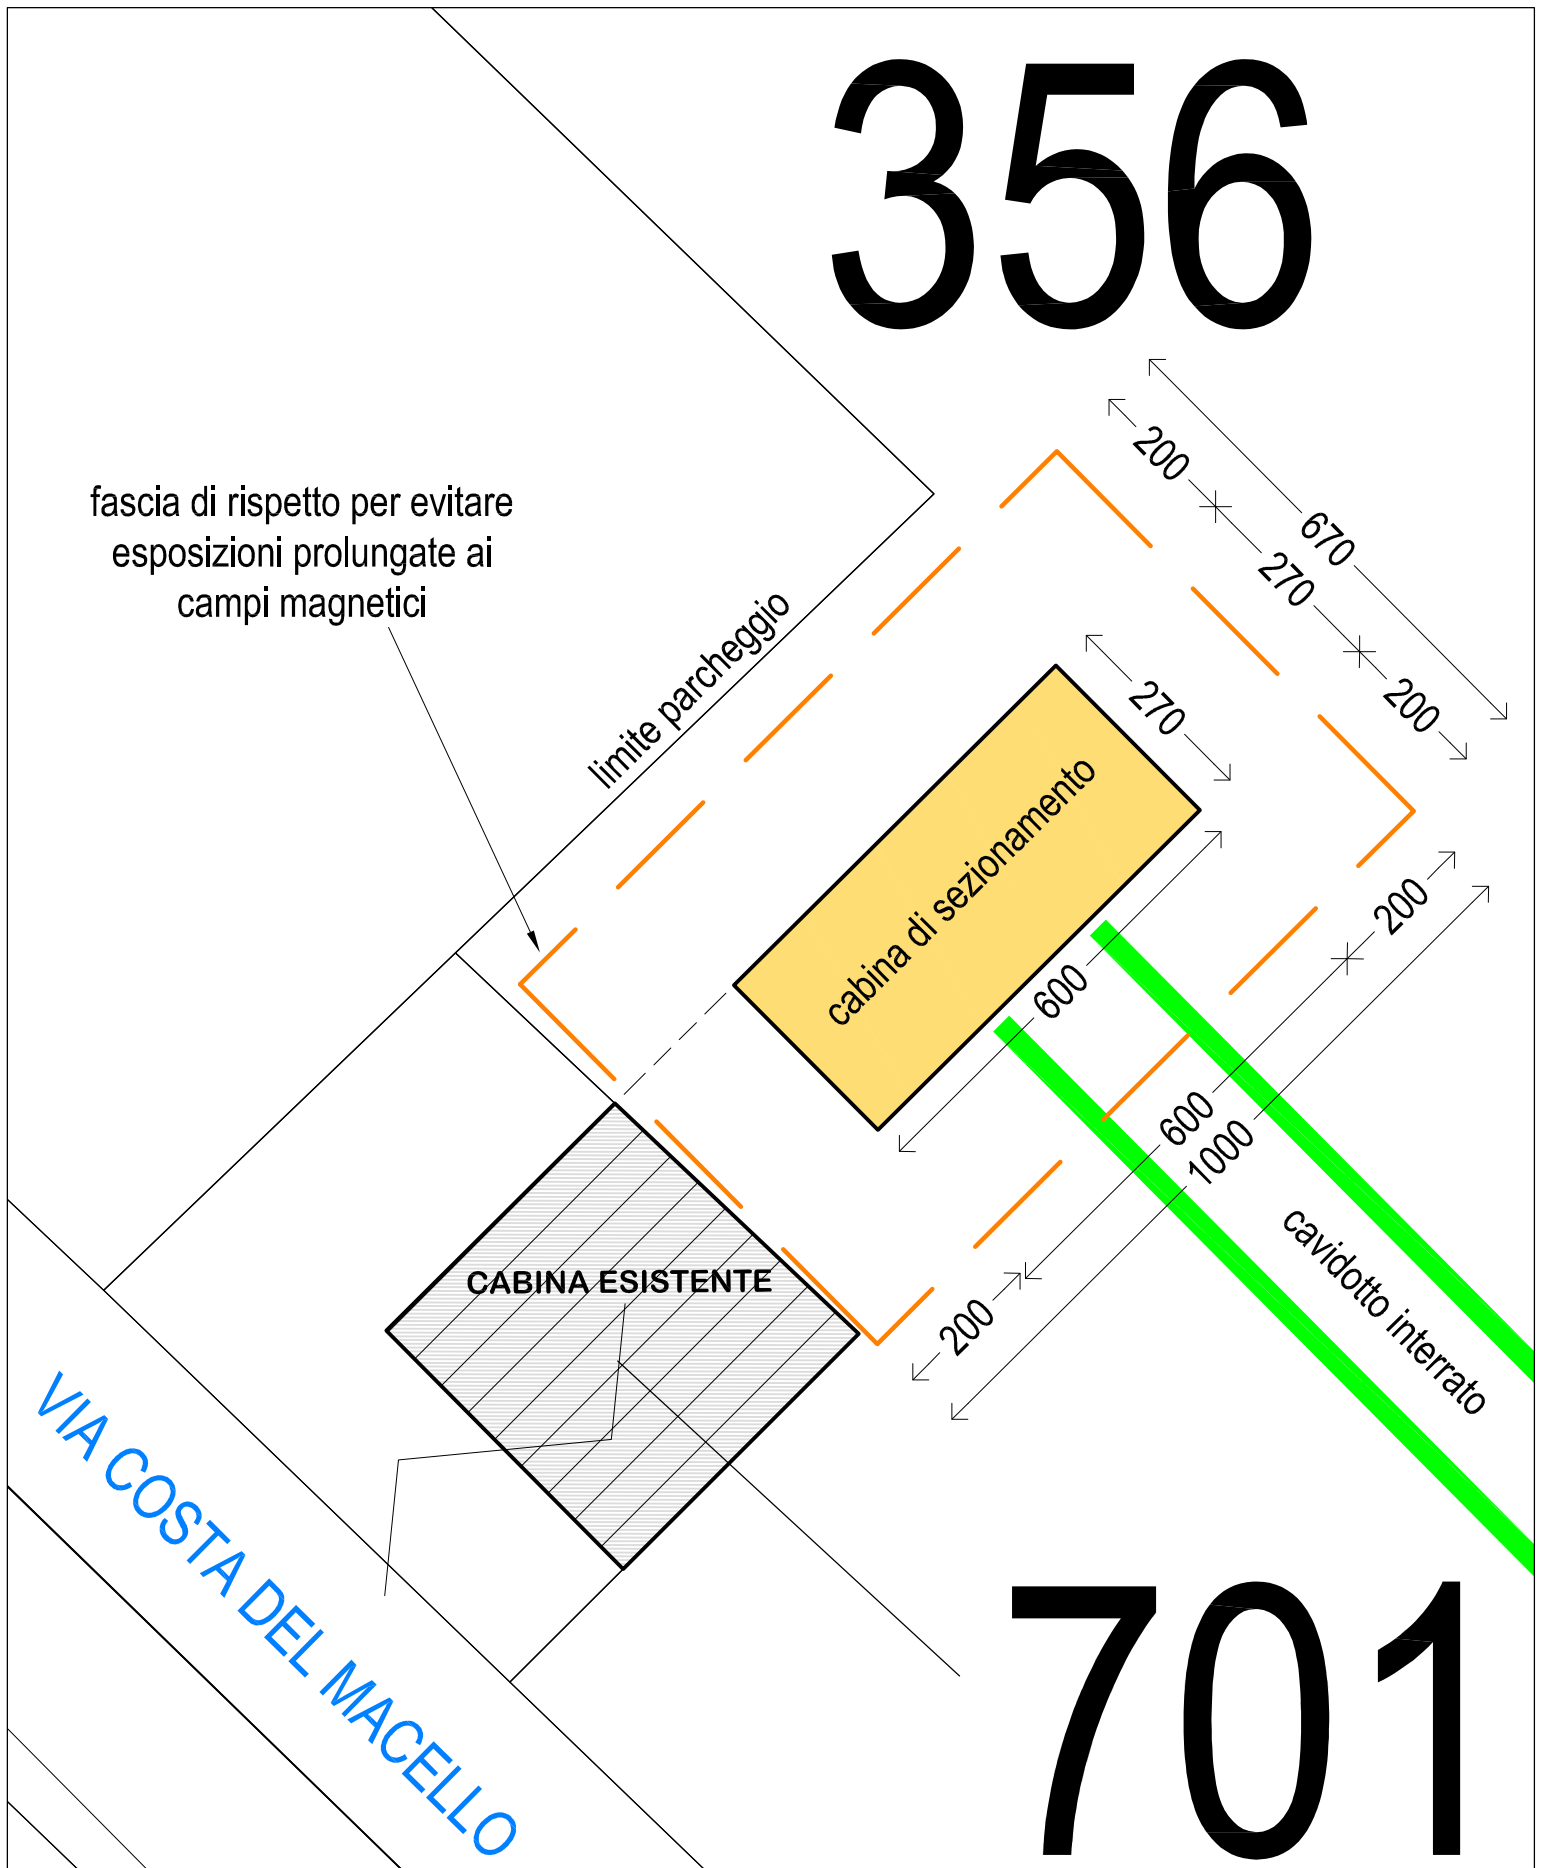 356
200
670
270
200
fascia di rispetto per evitare
esposizioni prolungate ai
campi magnetici
limite parcheggio
270
cabina di sezionamento
200
600
600
1000
200
cavidotto interrato
CABINA ESISTENTE
VIA COSTA DEL MACELLO
701